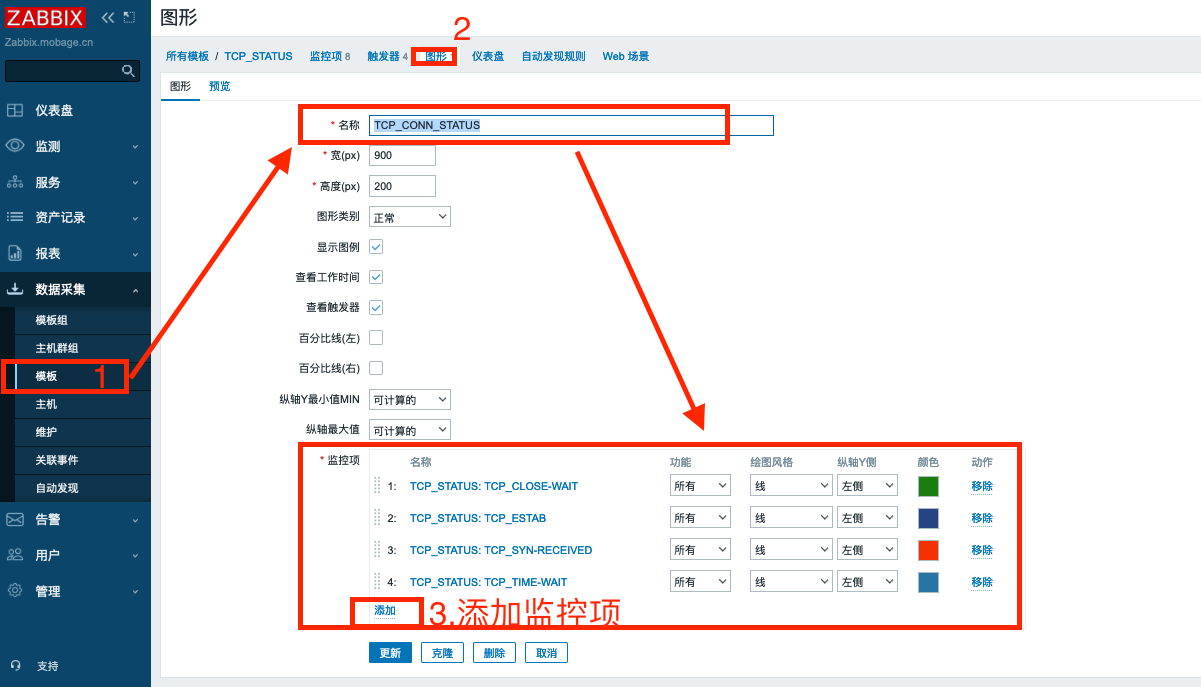 ZABBIX
Zabbix.mobage.cn
仪表盘
监测
服务
资产记录
报表
数据采集
模板组
主机群组
模板 1
主机
维护
关联事件
自动发现
告警
用户
管理
支持
图形
2
所有模板 / TCP_STATUS 监控项 8 触发器 4 图形 仪表盘 自动发现规则 Web 场景
图形 预览
* 名称 TCP_CONN_STATUS
* 宽(px) 900
* 高度(px) 200
图形类别 正常
显示图例
查看工作时间
查看触发器
百分比线(左)
百分比线(右)
纵轴Y最小值MIN 可计算的
纵轴最大值 可计算的
* 监控项 名称 功能 绘图风格 纵轴Y侧 颜色 动作
1: TCP_STATUS: TCP_CLOSE-WAIT 所有 线 左侧 移除
2: TCP_STATUS: TCP_ESTAB 所有 线 左侧 移除
3: TCP_STATUS: TCP_SYN-RECEIVED 所有 线 左侧 移除
4: TCP_STATUS: TCP_TIME-WAIT 所有 线 左侧 移除
添加 3.添加监控项
更新 克隆 删除 取消